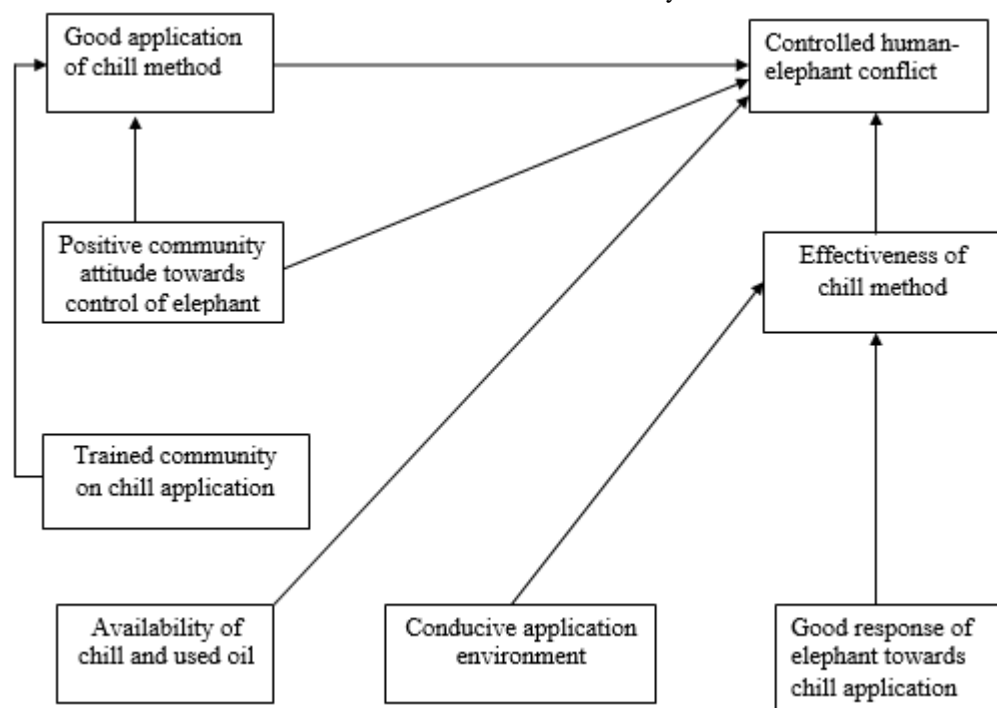 Good application
of chill method
Controlled human-
elephant conflict
Positive community
attitude towards
control of elephant
Effectiveness of
chill method
Trained community
on chill application
Availability of
chill and used oil
Conducive application
environment
Good response of
elephant towards
chill application